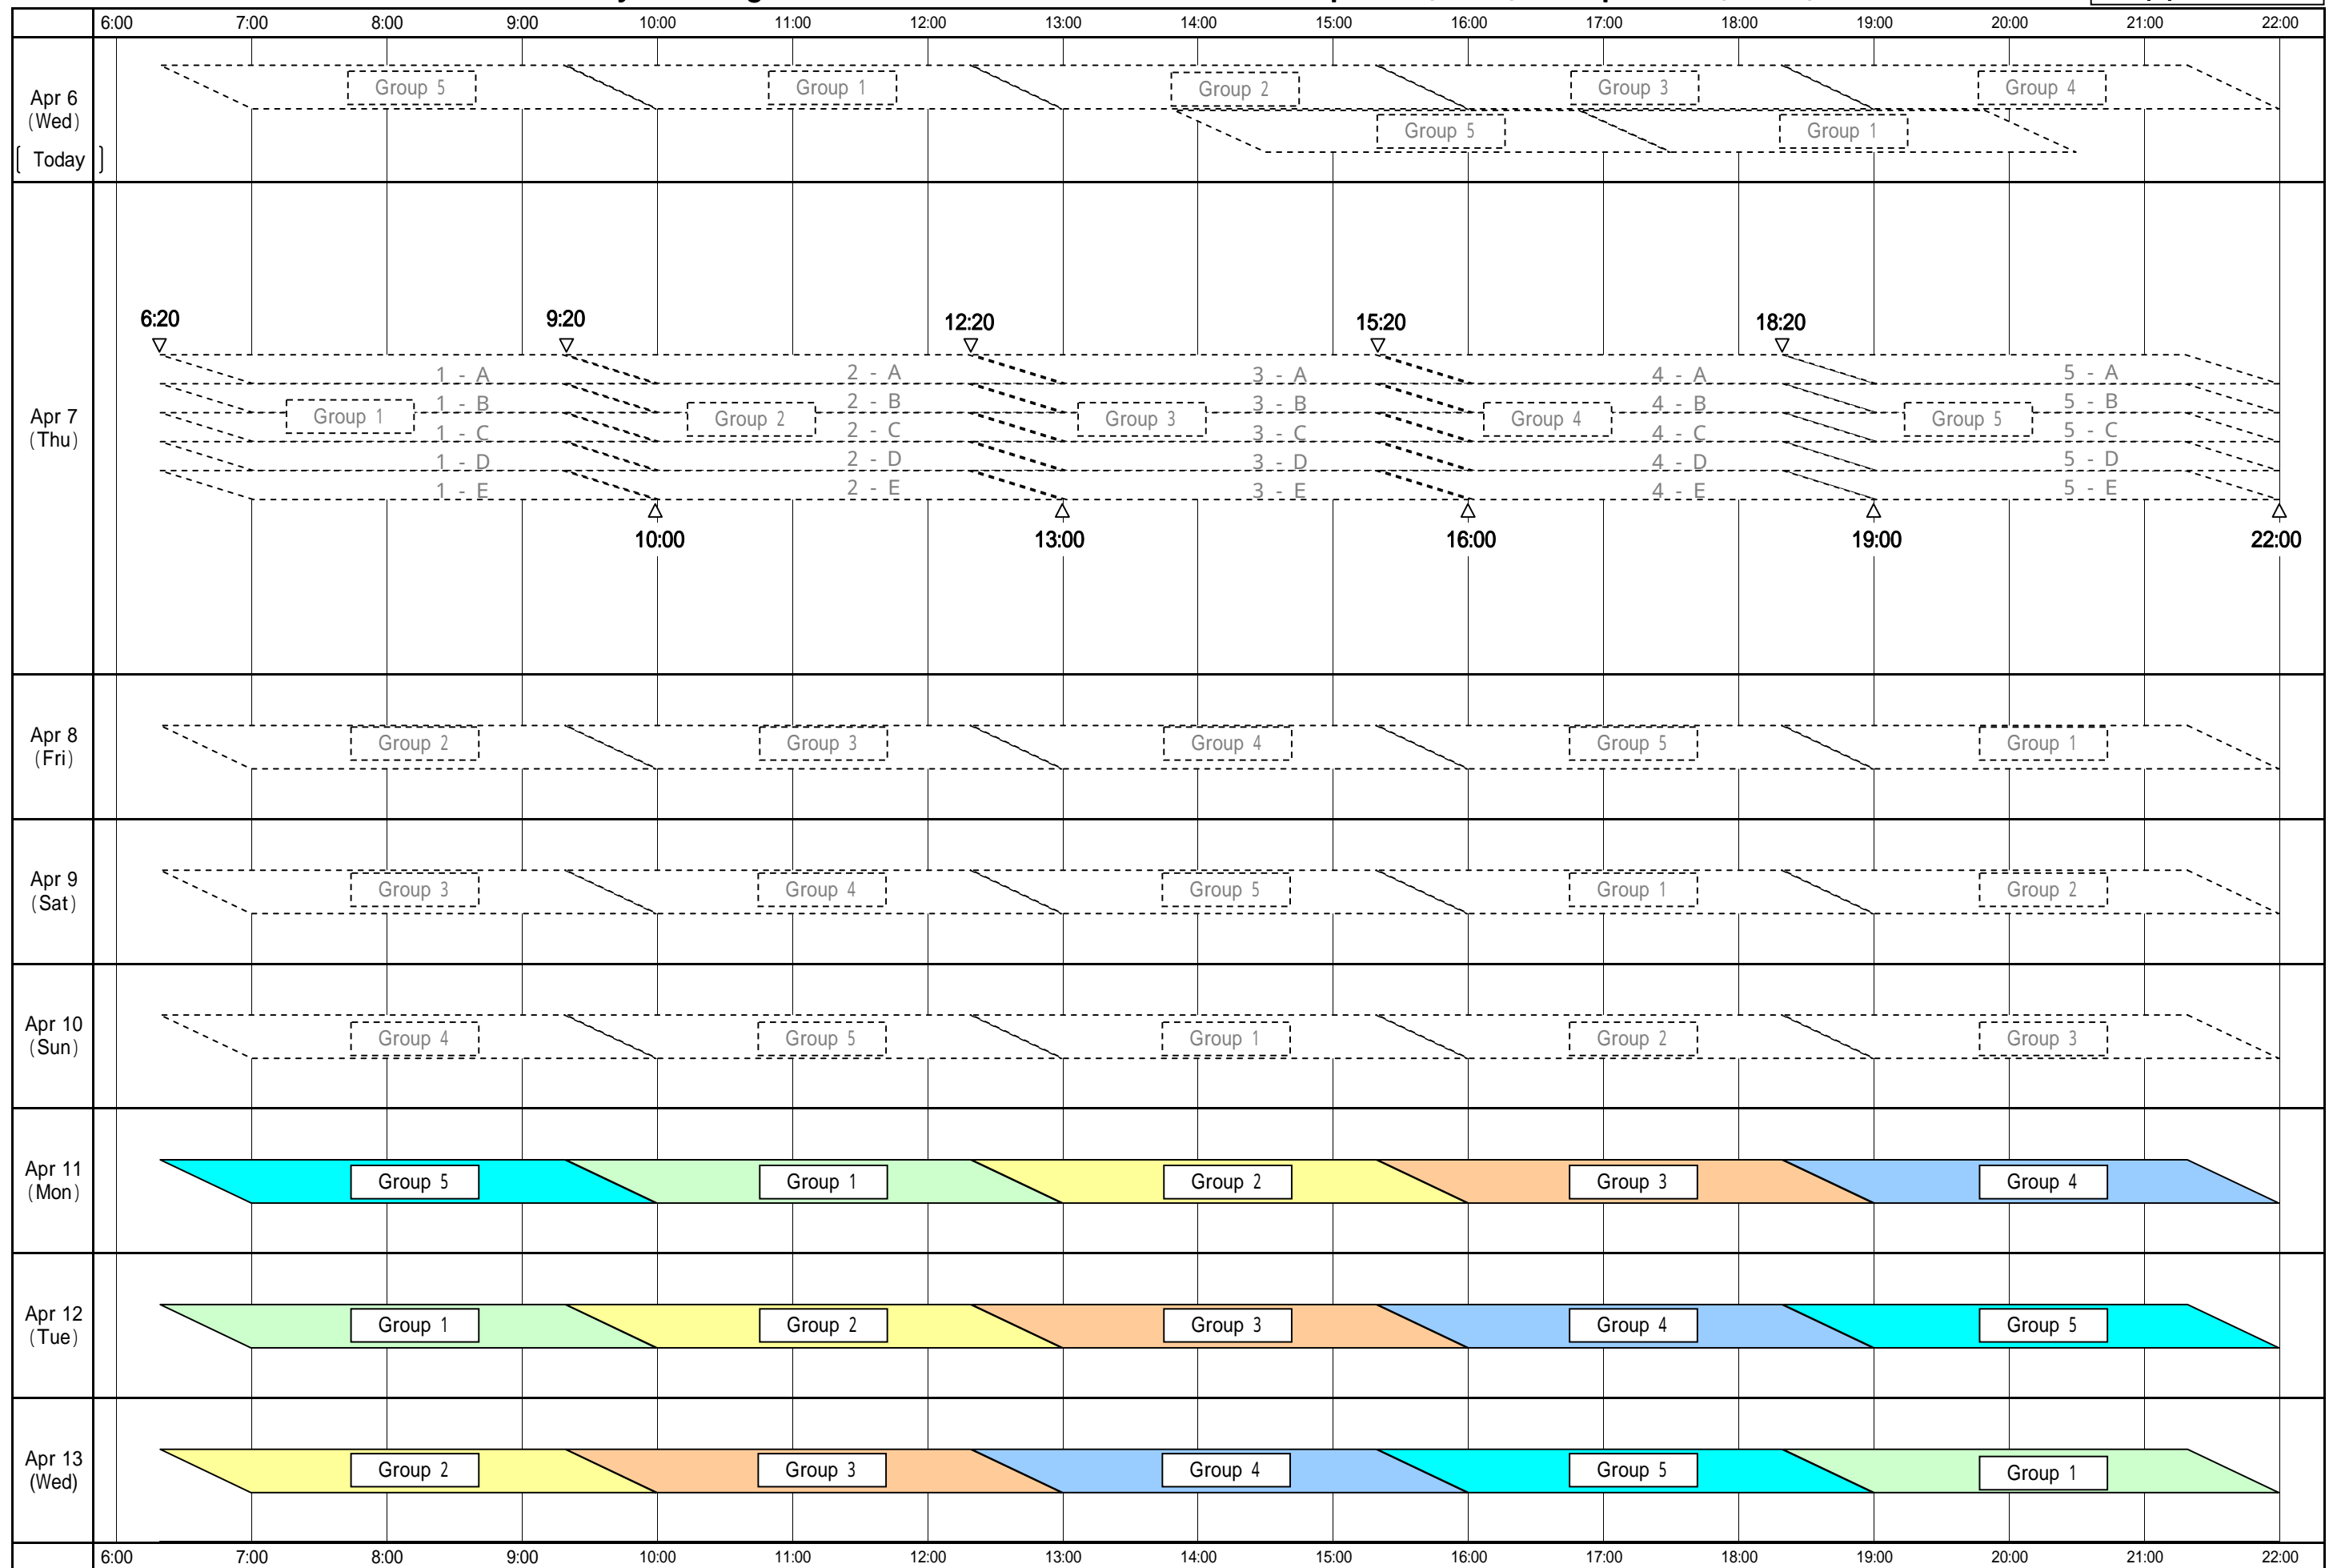 6:00 7:00 8:00 9:00 10:00 11:00 12:00 13:00 14:00 15:00 16:00 17:00 18:00 19:00 20:00 21:00 22:00
Apr 6
(Wed)
[ Today ]
Group 5 Group 1 Group 2 Group 3 Group 4
Group 5 Group 1
Apr 7
(Thu)
6:20 9:20 12:20 15:20 18:20
1 - A 2 - A 3 - A 4 - A 5 - A
1 - B 2 - B 3 - B 4 - B 5 - B
Group 1 Group 2 Group 3 Group 4 Group 5
1 - C 2 - C 3 - C 4 - C 5 - C
1 - D 2 - D 3 - D 4 - D 5 - D
1 - E 2 - E 3 - E 4 - E 5 - E
10:00 13:00 16:00 19:00 22:00
Apr 8
(Fri)
Group 2 Group 3 Group 4 Group 5 Group 1
Apr 9
(Sat)
Group 3 Group 4 Group 5 Group 1 Group 2
Apr 10
(Sun)
Group 4 Group 5 Group 1 Group 2 Group 3
Apr 11
(Mon)
Group 5 Group 1 Group 2 Group 3 Group 4
Apr 12
(Tue)
Group 1 Group 2 Group 3 Group 4 Group 5
Apr 13
(Wed)
Group 2 Group 3 Group 4 Group 5 Group 1
6:00 7:00 8:00 9:00 10:00 11:00 12:00 13:00 14:00 15:00 16:00 17:00 18:00 19:00 20:00 21:00 22:00